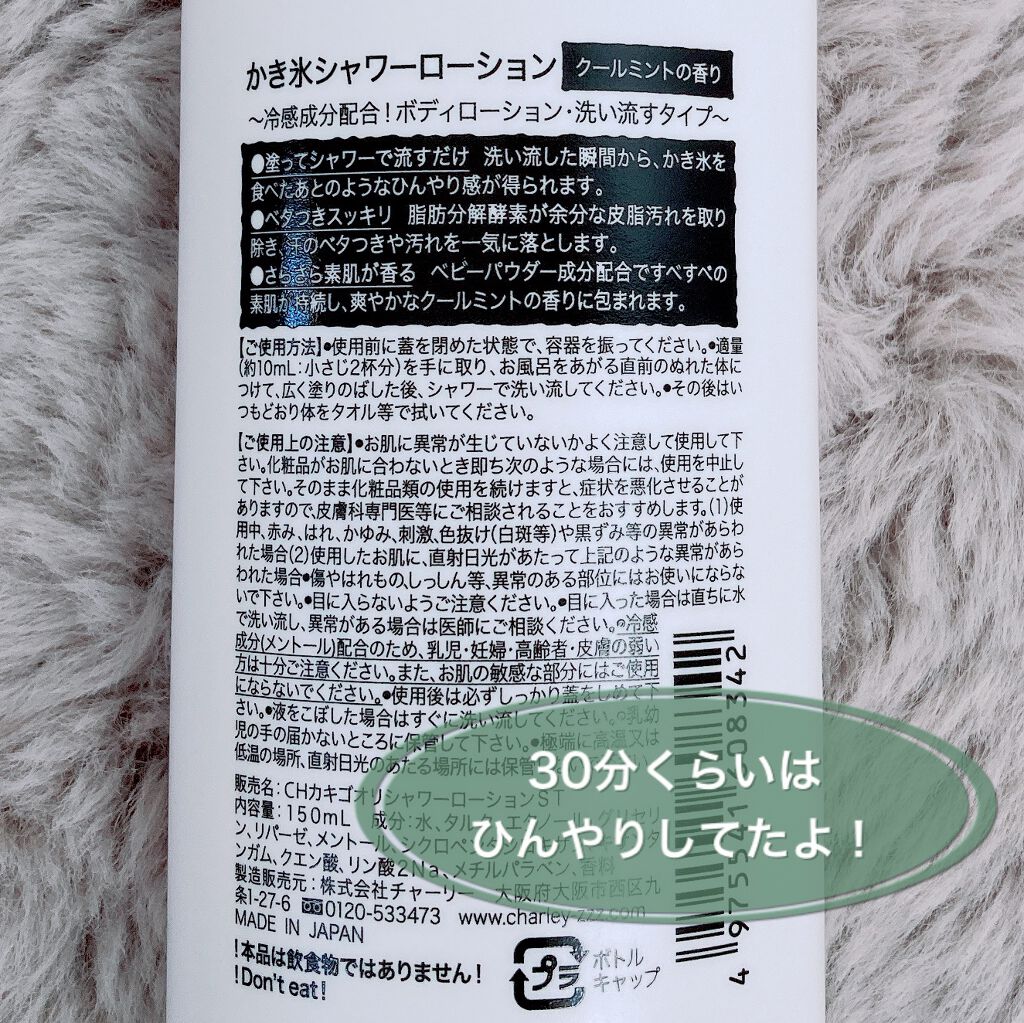 かき氷シャワーローション クールミントの香り
~冷感成分配合!ボディローション・洗い流すタイプ~
●塗ってシャワーで流すだけ 洗い流した瞬間から、かき氷を
食べたあとのようなひんやり感が得られます。
●ベタつきスッキリ 脂肪分解酵素が余分な皮脂汚れを取り
除き、汗のベタつきや汚れを一気に落とします。
●さらさら素肌が香る ベビーパウダー成分配合ですべすべの
素肌が持続し、爽やかなクールミントの香りに包まれます。
【ご使用方法】●使用前に蓋を閉めた状態で、容器を振ってください。●適量
(約10mL:小さじ2杯分)を手に取り、お風呂をあがる直前のぬれた体に
つけて、広く塗りのばした後、シャワーで洗い流してください。●その後はい
つもどおり体をタオル等で拭いてください。
【ご使用上の注意】●お肌に異常が生じていないかよく注意して使用して下
さい。化粧品がお肌に合わないとき即ち次のような場合には、使用を中止し
て下さい。そのまま化粧品類の使用を続けますと、症状を悪化させることが
ありますので、皮膚科専門医等にご相談されることをおすすめします。(1)使
用中、赤み、はれ、かゆみ、刺激、色抜け(白斑等)や黒ずみ等の異常があらわ
れた場合(2)使用したお肌に、直射日光があたって上記のような異常があら
われた場合●傷やはれもの、しっしん等、異常のある部位にはお使いにならな
いで下さい。●目に入らないようご注意ください。●目に入った場合は直ちに水
で洗い流し、異常がある場合は医師にご相談ください。●冷感
成分(メントール)配合のため、乳児・妊婦・高齢者・皮膚の弱い
方は十分ご注意ください。また、お肌の敏感な部分にはご使用
にならないでください。●使用後は必ずしっかり蓋をしめて下
さい。●液をこぼした場合はすぐに洗い流してください。●乳幼
児の手の届かないところに保管して下さい。●極端に高温又は
低温の場所、直射日光のあたる場所には保管
30分くらいは
ひんやりしてたよ!
販売名:CHカキゴオリシャワーローションST
内容量:150mL 成分:水、タルク、エタノール、グリセリ
ン、リパーゼ、メントール、シクロペン
ンガム、クエン酸、リン酸2Na、メチルパラベン、香料
製造販売元:株式会社チャーリー 大阪府大阪市西区九
条1-27-6 0120-533473 www.charley-zzz.com
MADE IN JAPAN
!本品は飲食物ではありません!
!Don't eat!
プラ
ボトル
キャップ